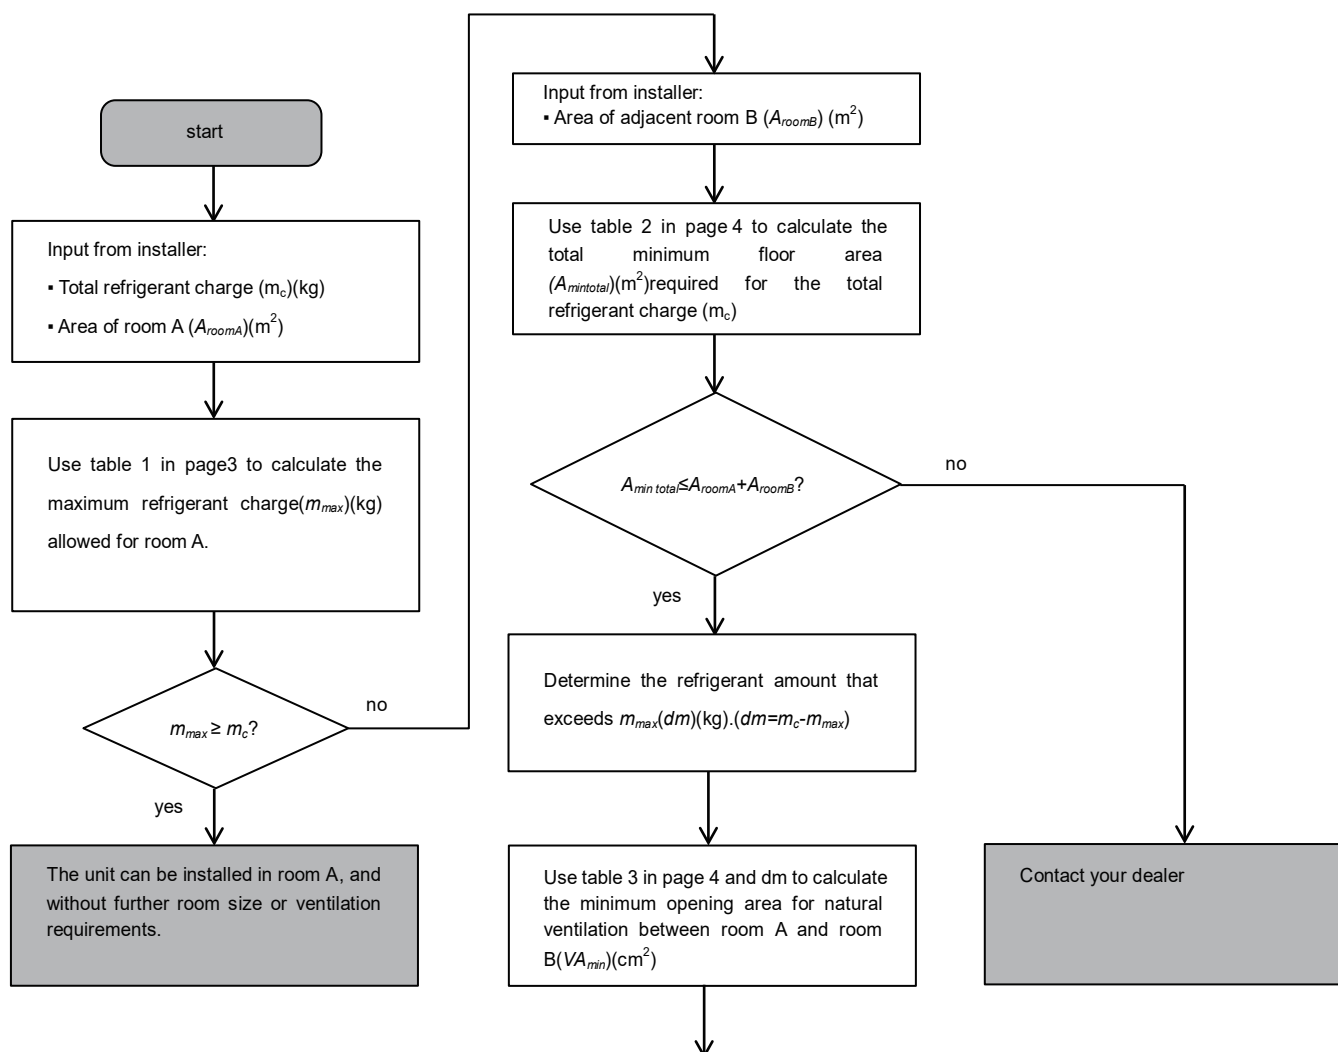 start
Input from installer:
▪ Total refrigerant charge (mc)(kg)
▪ Area of room A (AroomA)(m²)
Use table 1 in page3 to calculate the
maximum refrigerant charge(mmax)(kg)
allowed for room A.
mmax ≥ mc?
no
yes
The unit can be installed in room A, and
without further room size or ventilation
requirements.
Input from installer:
▪ Area of adjacent room B (AroomB) (m²)
Use table 2 in page 4 to calculate the
total minimum floor area
(Amintotal)(m²)required for the total
refrigerant charge (mc)
Amin total≤AroomA+AroomB?
no
yes
Determine the refrigerant amount that
exceeds mmax(dm)(kg).(dm=mc-mmax)
Use table 3 in page 4 and dm to calculate
the minimum opening area for natural
ventilation between room A and room
B(VAmin)(cm²)
Contact your dealer